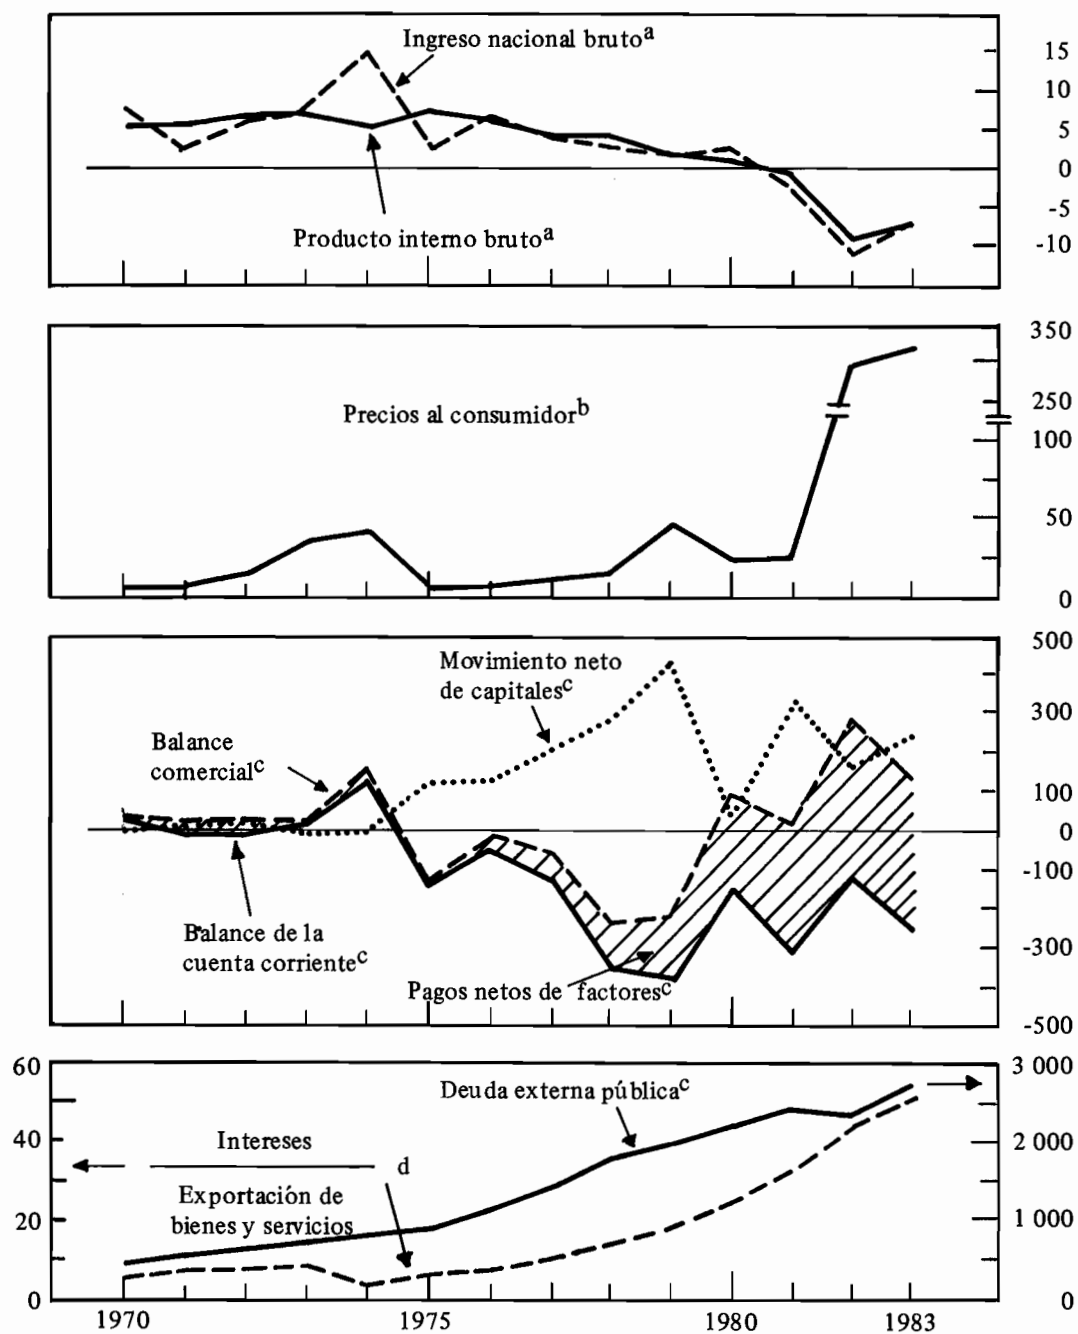 Ingreso nacional bruto^a
Producto interno bruto^a
15
10
5
0
-5
-10
Precios al consumidor^b
350
250
100
50
0
Movimiento neto
de capitales^c
Balance
comercial^c
Balance de la
cuenta corriente^c
Pagos netos de factores^c
500
300
100
0
-100
-300
-500
60
40
20
0
Deuda externa pública^c
Intereses
d
Exportación de
bienes y servicios
3 000
2 000
1 000
0
1970
1975
1980
1983